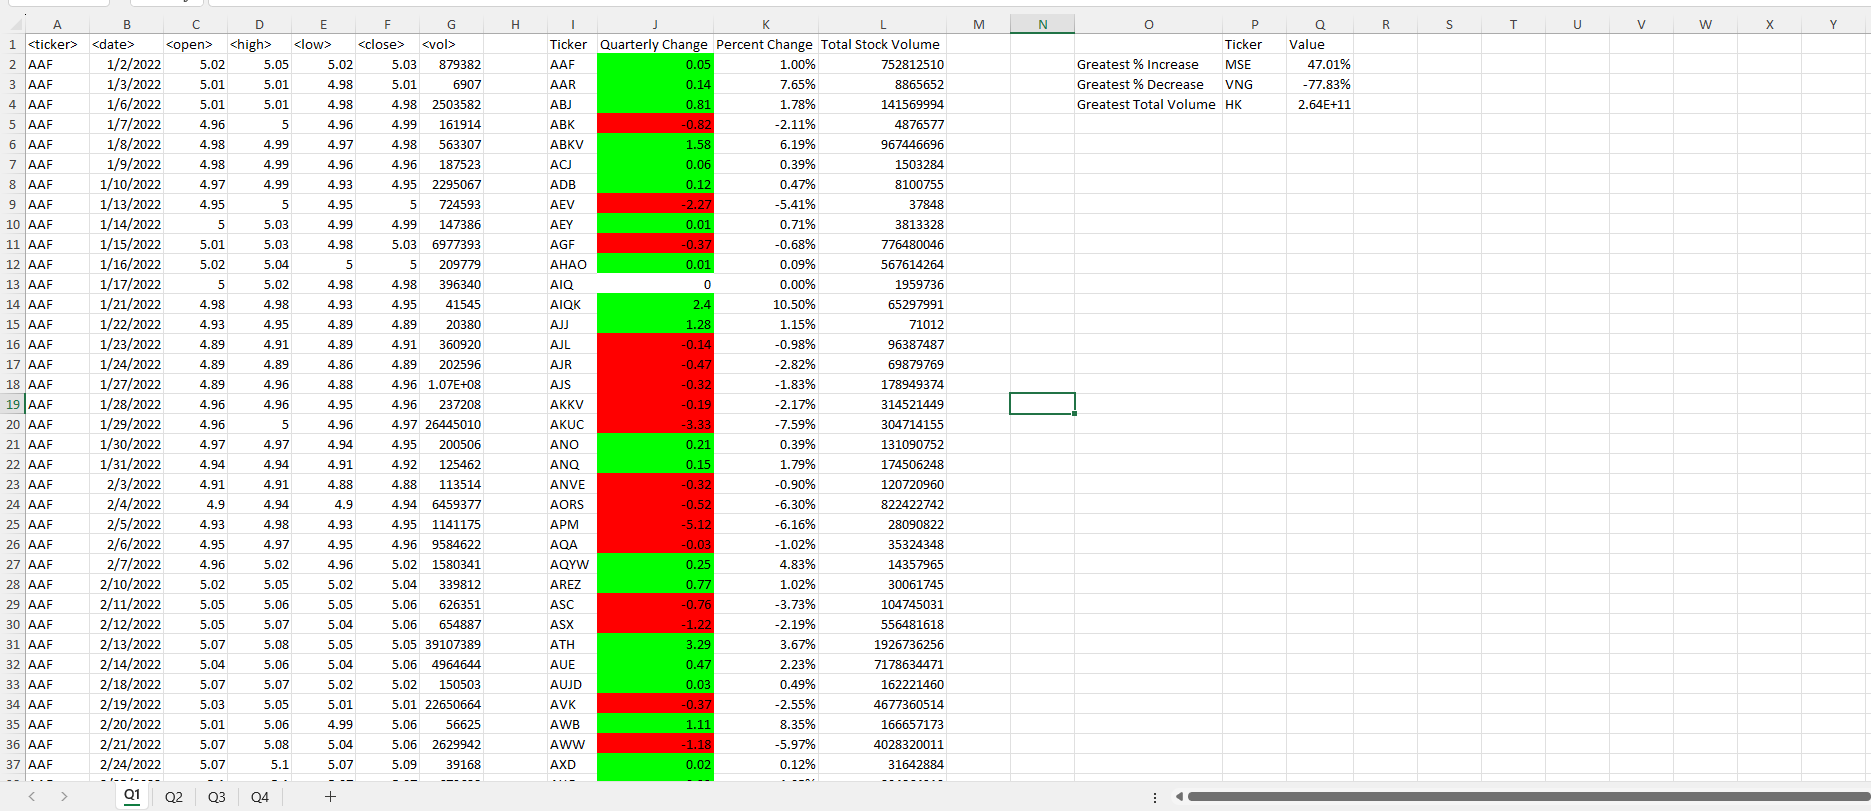 A B C D E F G H I J K L M N O P Q R S T U V W X Y
1 <ticker> <date> <open> <high> <low> <close> <vol> Ticker Quarterly Change Percent Change Total Stock Volume Ticker Value
2 AAF 1/2/2022 5.02 5.05 5.02 5.03 879382 AAF 0.05 1.00% 752812510 Greatest % Increase MSE 47.01%
3 AAF 1/3/2022 5.01 5.01 4.98 5.01 6907 AAR 0.14 7.65% 8865652 Greatest % Decrease VNG -77.83%
4 AAF 1/6/2022 5.01 5.01 4.98 4.98 2503582 ABJ 0.81 1.78% 141569994 Greatest Total Volume HK 2.64E+11
5 AAF 1/7/2022 4.96 5 4.96 4.99 161914 ABK -0.82 -2.11% 4876577
6 AAF 1/8/2022 4.98 4.99 4.97 4.98 563307 ABKV 1.58 6.19% 967446696
7 AAF 1/9/2022 4.98 4.99 4.96 4.96 187523 ACJ 0.06 0.39% 1503284
8 AAF 1/10/2022 4.97 4.99 4.93 4.95 2295067 ADB 0.12 0.47% 8100755
9 AAF 1/13/2022 4.95 5 4.95 5 724593 AEV -2.27 -5.41% 37848
10 AAF 1/14/2022 5 5.03 4.99 4.99 147386 AEY 0.01 0.71% 3813328
11 AAF 1/15/2022 5.01 5.03 4.98 5.03 6977393 AGF -0.37 -0.68% 776480046
12 AAF 1/16/2022 5.02 5.04 5 5 209779 AHAO 0.01 0.09% 567614264
13 AAF 1/17/2022 5 5.02 4.98 4.98 396340 AIQ 0 0.00% 1959736
14 AAF 1/21/2022 4.98 4.98 4.93 4.95 41545 AIQK 2.4 10.50% 65297991
15 AAF 1/22/2022 4.93 4.95 4.89 4.89 20380 AJJ 1.28 1.15% 71012
16 AAF 1/23/2022 4.89 4.91 4.89 4.91 360920 AJL -0.14 -0.98% 96387487
17 AAF 1/24/2022 4.89 4.89 4.86 4.89 202596 AJR -0.47 -2.82% 69879769
18 AAF 1/27/2022 4.89 4.96 4.88 4.96 1.07E+08 AJS -0.32 -1.83% 178949374
19 AAF 1/28/2022 4.96 4.96 4.95 4.96 237208 AKKV -0.19 -2.17% 314521449
20 AAF 1/29/2022 4.96 5 4.96 4.97 26445010 AKUC -3.33 -7.59% 304714155
21 AAF 1/30/2022 4.97 4.97 4.94 4.95 200506 ANO 0.21 0.39% 131090752
22 AAF 1/31/2022 4.94 4.94 4.91 4.92 125462 ANQ 0.15 1.79% 174506248
23 AAF 2/3/2022 4.91 4.91 4.88 4.88 113514 ANVE -0.32 -0.90% 120720960
24 AAF 2/4/2022 4.9 4.94 4.9 4.94 6459377 AORS -0.52 -6.30% 822422742
25 AAF 2/5/2022 4.93 4.98 4.93 4.95 1141175 APM -5.12 -6.16% 28090822
26 AAF 2/6/2022 4.95 4.97 4.95 4.96 9584622 AQA -0.03 -1.02% 35324348
27 AAF 2/7/2022 4.96 5.02 4.96 5.02 1580341 AQYW 0.25 4.83% 14357965
28 AAF 2/10/2022 5.02 5.05 5.02 5.04 339812 AREZ 0.77 1.02% 30061745
29 AAF 2/11/2022 5.05 5.06 5.05 5.06 626351 ASC -0.76 -3.73% 104745031
30 AAF 2/12/2022 5.05 5.07 5.04 5.06 654887 ASX -1.22 -2.19% 556481618
31 AAF 2/13/2022 5.07 5.08 5.05 5.05 39107389 ATH 3.29 3.67% 1926736256
32 AAF 2/14/2022 5.04 5.06 5.04 5.06 4964644 AUE 0.47 2.23% 7178634471
33 AAF 2/18/2022 5.07 5.07 5.02 5.02 150503 AUJD 0.03 0.49% 162221460
34 AAF 2/19/2022 5.03 5.05 5.01 5.01 22650664 AVK -0.37 -2.55% 4677360514
35 AAF 2/20/2022 5.01 5.06 4.99 5.06 56625 AWB 1.11 8.35% 166657173
36 AAF 2/21/2022 5.07 5.08 5.04 5.06 2629942 AWW -1.18 -5.97% 4028320011
37 AAF 2/24/2022 5.07 5.1 5.07 5.09 39168 AXD 0.02 0.12% 31642884
Q1 Q2 Q3 Q4